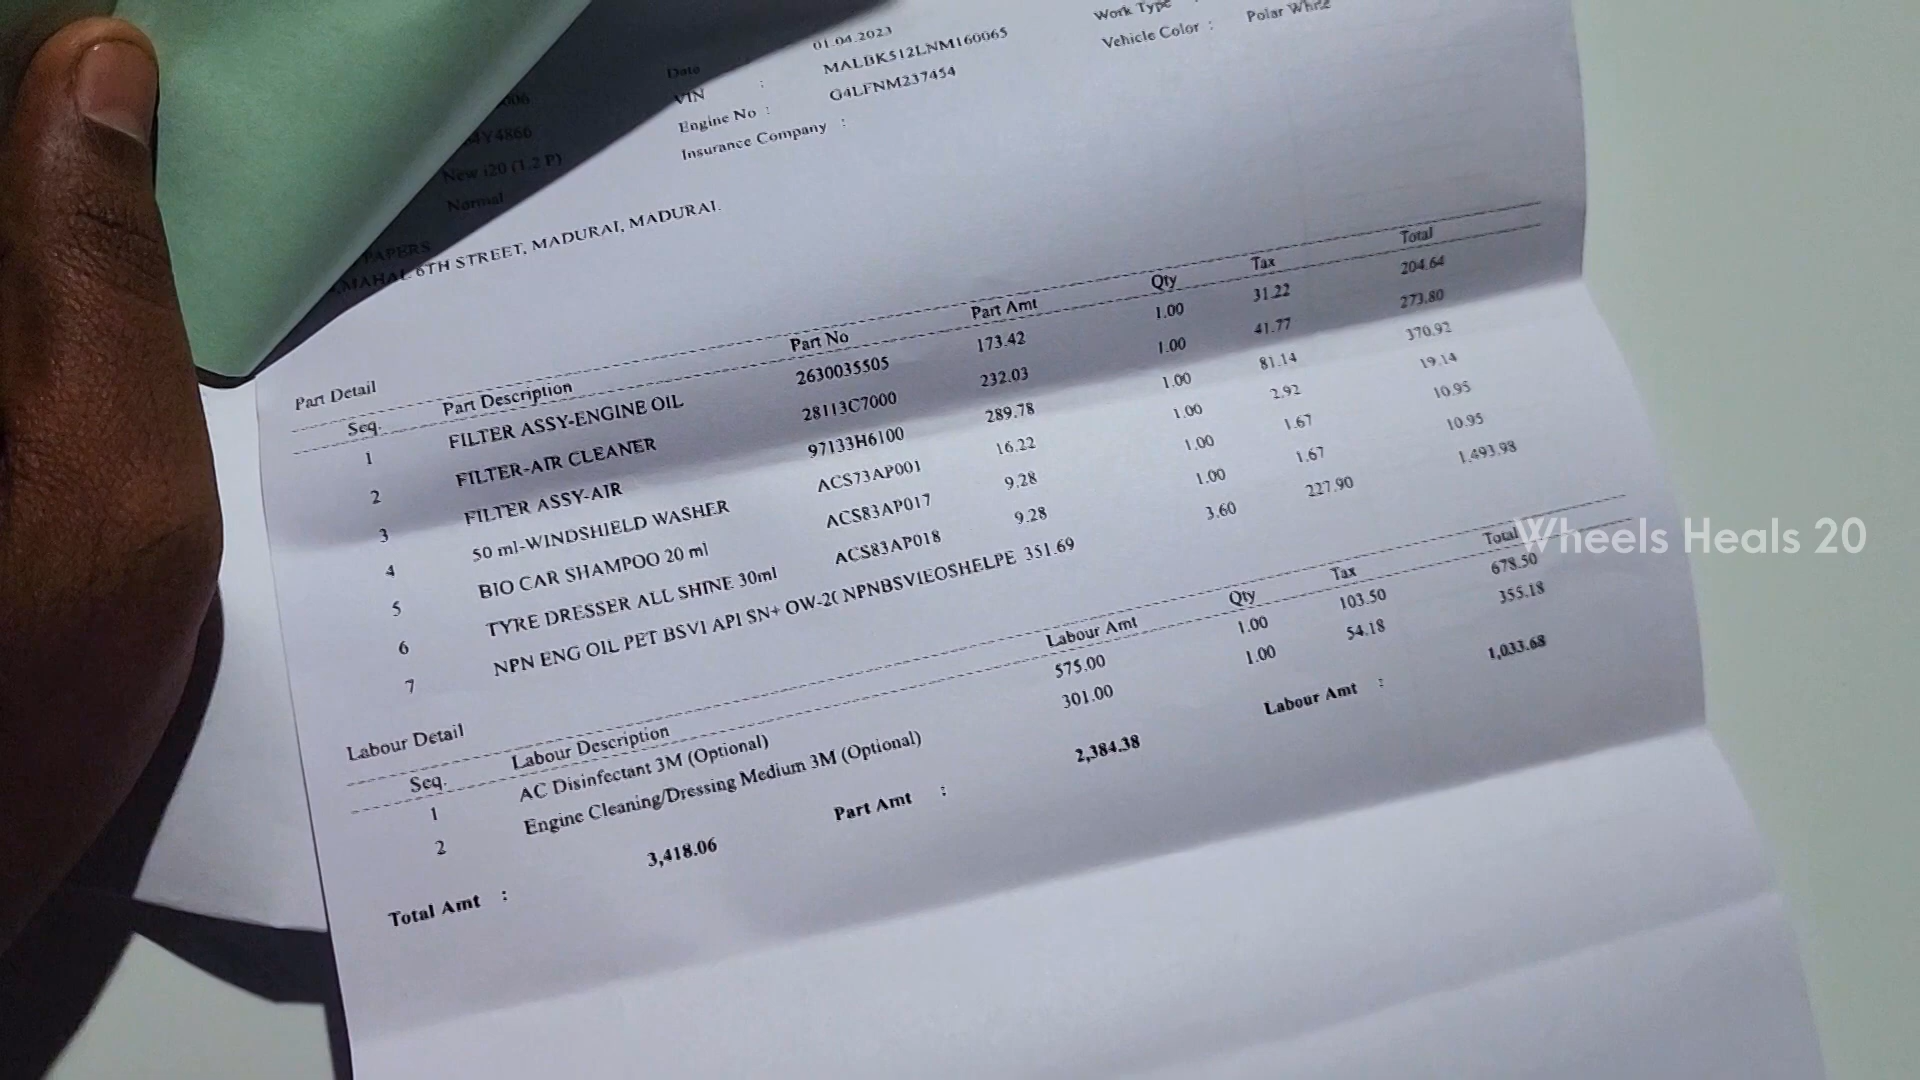 Work Type :
01.04.2023
Vehicle Color : Polar White
Date
VIN : MALBK512LNM160065
Engine No : G4LFNM237454
Insurance Company :
Y4866
New i20 (1.2 P)
Normal
PAPERS
MAHAL 6TH STREET, MADURAI, MADURAI.
Part Detail
Seq. Part Description Part No Part Amt Qty Tax Total
1 FILTER ASSY-ENGINE OIL 2630035505 173.42 1.00 31.22 204.64
2 FILTER-AIR CLEANER 28113C7000 232.03 1.00 41.77 273.80
3 FILTER ASSY-AIR 97133H6100 289.78 1.00 81.14 370.92
4 50 ml-WINDSHIELD WASHER ACS73AP001 16.22 1.00 2.92 19.14
5 BIO CAR SHAMPOO 20 ml ACS83AP017 9.28 1.00 1.67 10.95
6 TYRE DRESSER ALL SHINE 30ml ACS83AP018 9.28 1.00 1.67 10.95
7 NPN ENG OIL PET BSVI API SN+ OW-2( NPNBSVIEOSHELPE 351.69 3.60 227.90 1,493.98
Labour Detail
Seq. Labour Description Labour Amt Qty Tax Total
1 AC Disinfectant 3M (Optional) 575.00 1.00 103.50 678.50
2 Engine Cleaning/Dressing Medium 3M (Optional) 301.00 1.00 54.18 355.18
Total Amt : 3,418.06 Part Amt : 2,384.38 Labour Amt : 1,033.68
Wheels Heals 20